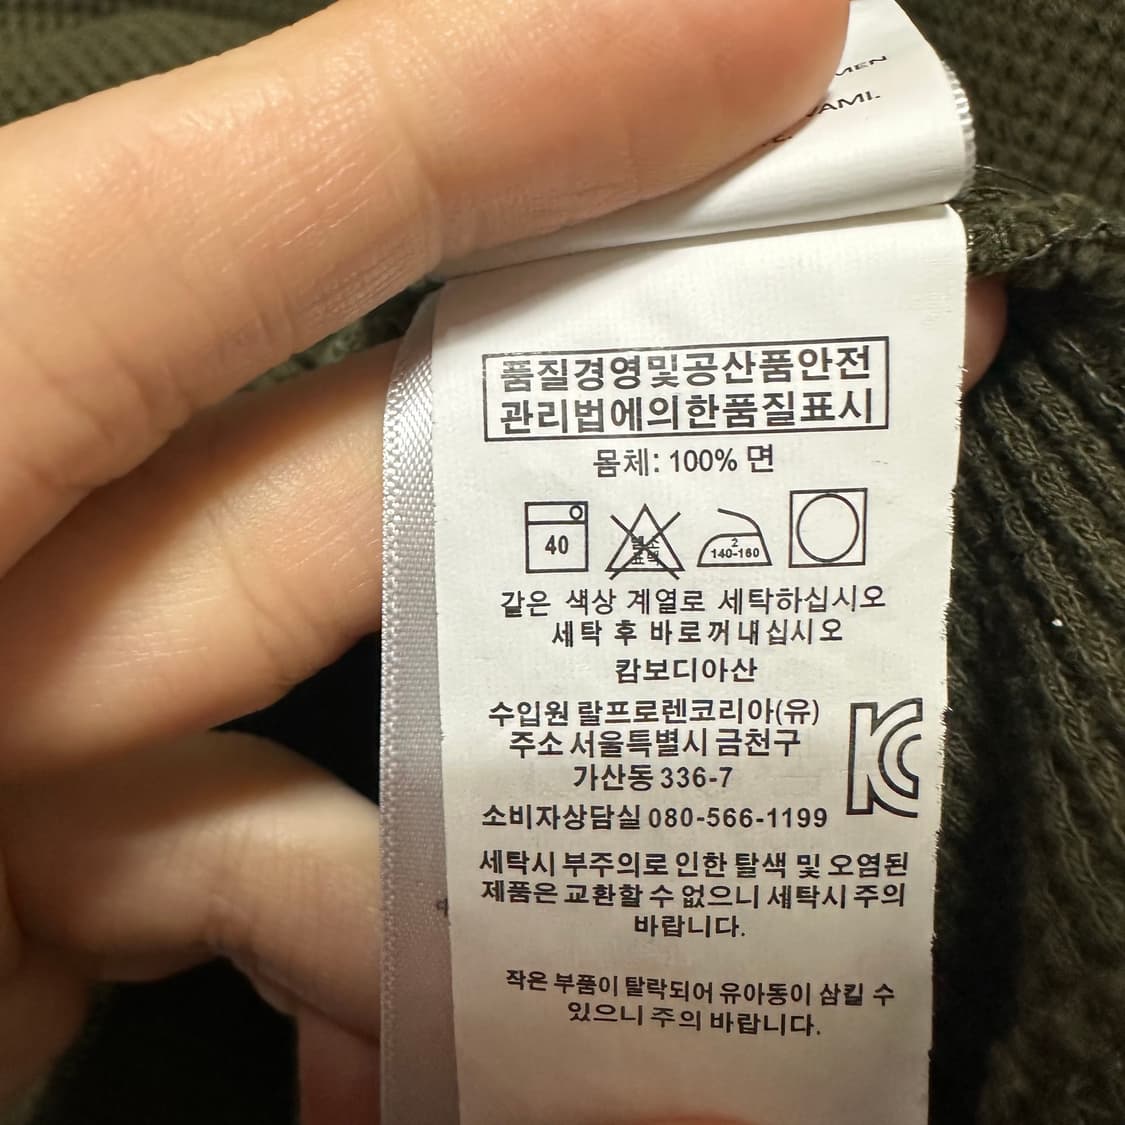 MEN
품질경영및공산품안전
관리법에의한품질표시
몸체: 100% 면
40
염소
표백
2
140-160
같은 색상 계열로 세탁하십시오
세탁 후 바로꺼내십시오
캄보디아산
수입원 랄프로렌코리아(유)
주소 서울특별시 금천구
가산동 336-7
소비자상담실 080-566-1199
세탁시 부주의로 인한 탈색 및 오염된
제품은 교환할 수 없으니 세탁시 주의
바랍니다.
작은 부품이 탈락되어 유아동이 삼킬 수
있으니 주의 바랍니다.